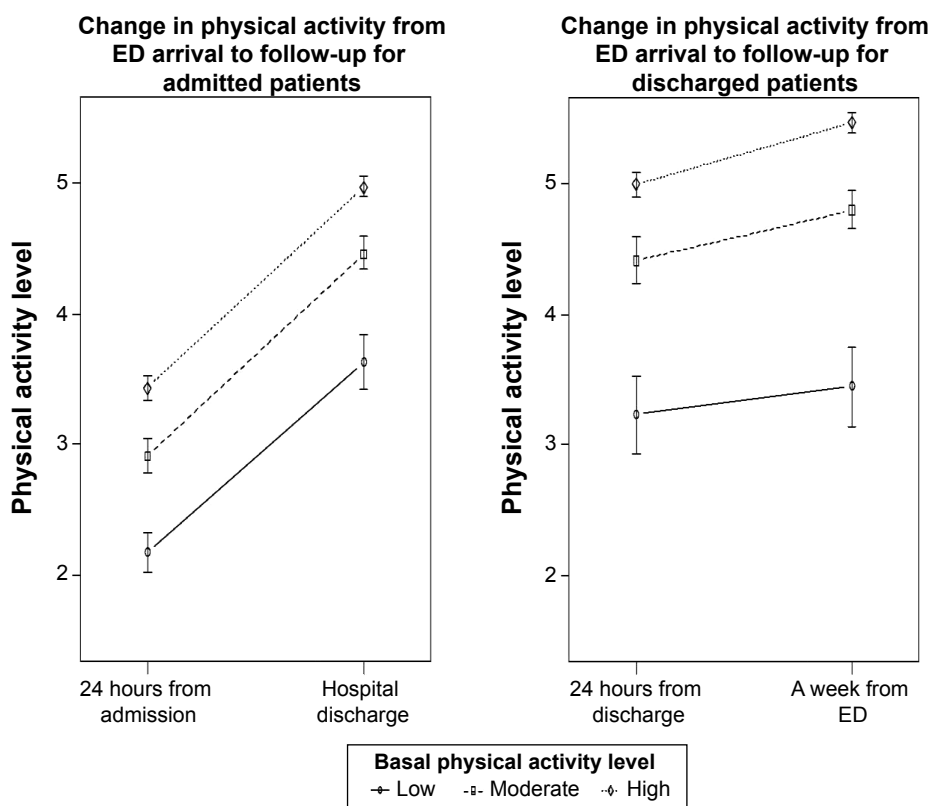 Change in physical activity from
ED arrival to follow-up for
admitted patients
Physical activity level
5
4
3
2
24 hours from
admission
Hospital
discharge
Change in physical activity from
ED arrival to follow-up for
discharged patients
Physical activity level
5
4
3
2
24 hours from
discharge
A week from
ED
Basal physical activity level
Low Moderate High